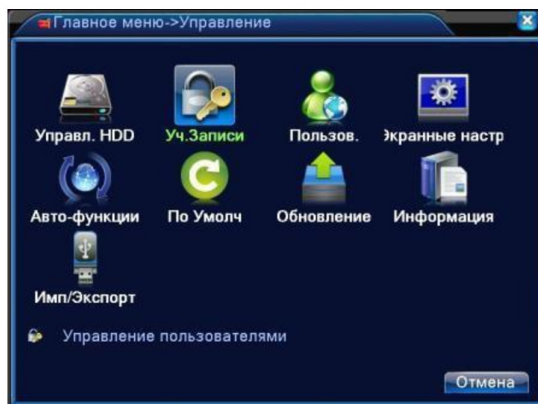 Главное меню->Управление
Управл. HDD Уч.Записи Пользов. Экранные настр
Авто-функции По Умолч Обновление Информация
Имп/Экспорт
Управление пользователями
Отмена